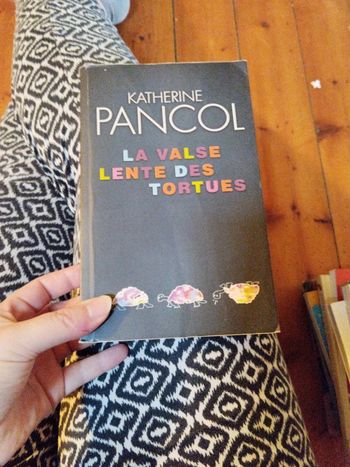 KATHERINE
PANCOL
LA VALSE
LENTE DES
TORTUES